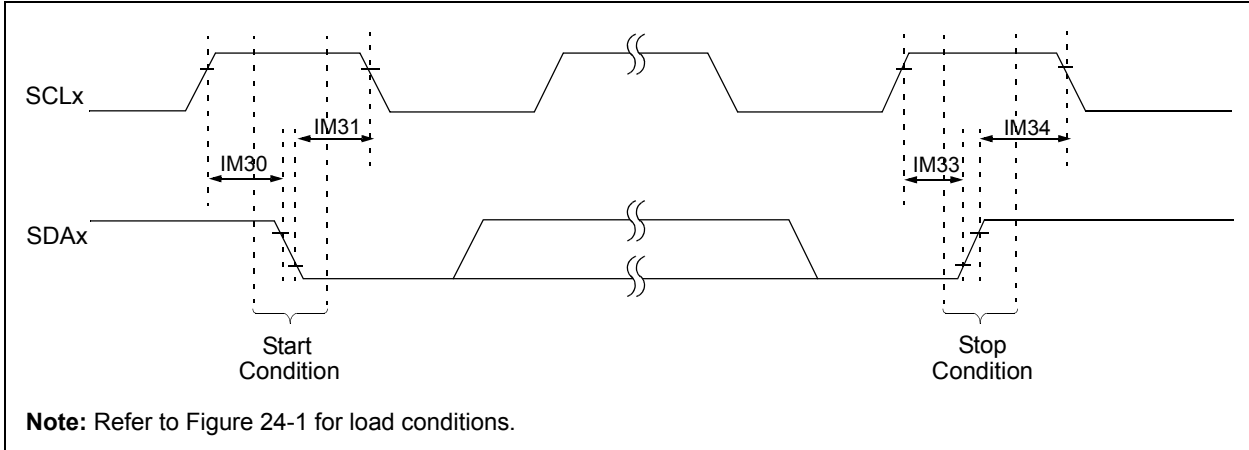 SCLx
IM31
IM34
IM30
IM33
SDAx
Start
Condition
Stop
Condition
Note: Refer to Figure 24-1 for load conditions.